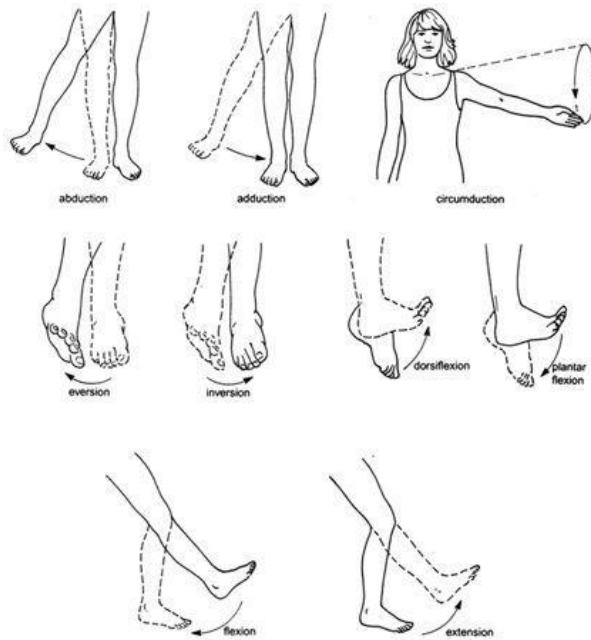 abduction
adduction
circumduction
eversion
inversion
dorsiflexion
plantar
flexion
flexion
extension